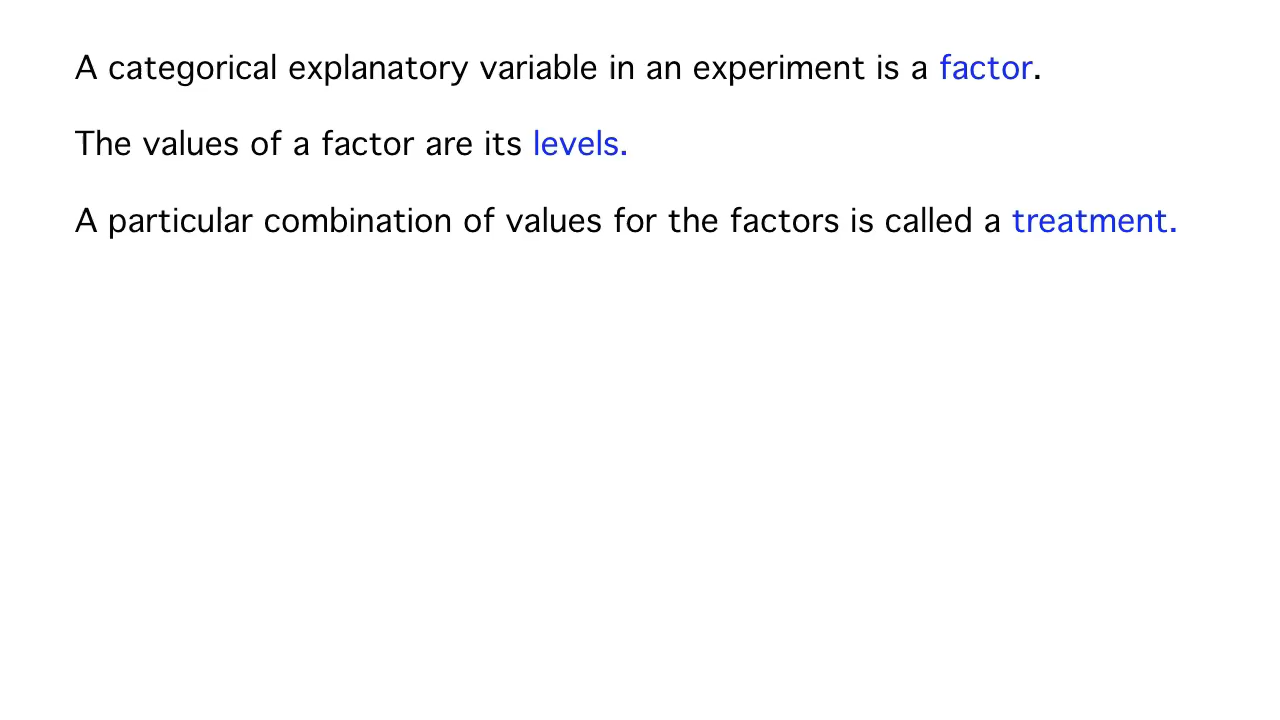 A categorical explanatory variable in an experiment is a factor.
The values of a factor are its levels.
A particular combination of values for the factors is called a treatment.